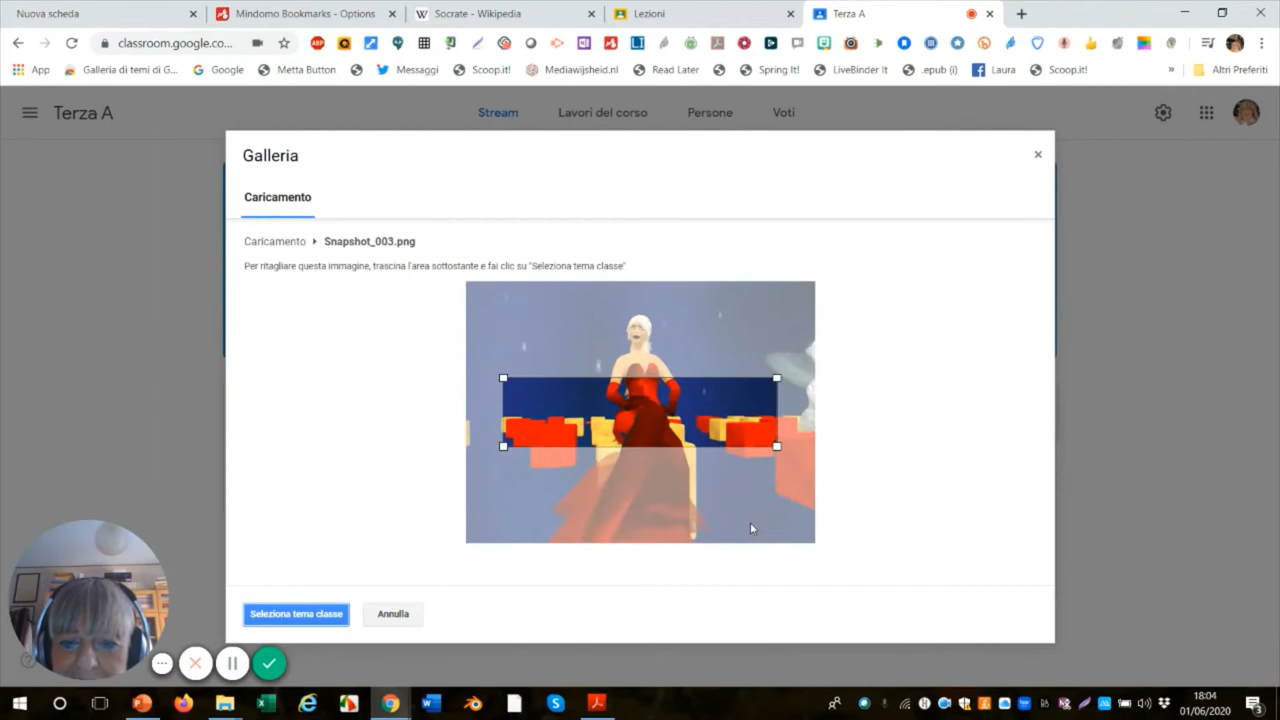 Nuova scheda
Mindomo Bookmarks - Options
Socrate - Wikipedia
Lezioni
Terza A
classroom.google.co...
App
Galleria di temi di G...
Google
Metta Button
Messaggi
Scoop.it!
Mediawijsheid.nl
Read Later
Spring It!
LiveBinder It
.epub (i)
Laura
Scoop.it!
»
Altri Preferiti
Terza A
Stream
Lavori del corso
Persone
Voti
Galleria
Caricamento
Caricamento
Snapshot_003.png
Per ritagliare questa immagine, trascina l'area sottostante e fai clic su "Seleziona tema classe"
Seleziona tema classe
Annulla
18:04
01/06/2020